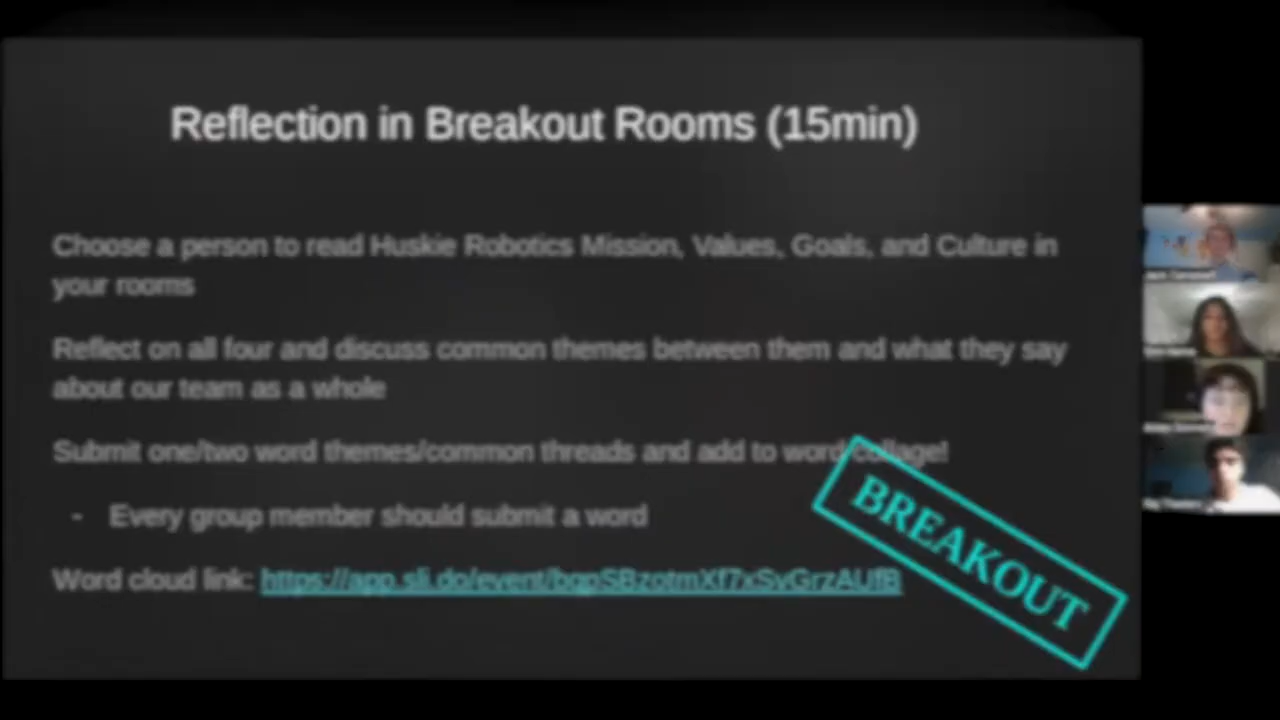 Reflection in Breakout Rooms (15min)
Choose a person to read Huskie Robotics Mission, Values, Goals, and Culture in
your rooms
Reflect on all four and discuss common themes between them and what they say
about our team as a whole
Submit one/two word themes/common threads and add to word collage!
- Every group member should submit a word
Word cloud link:
BREAKOUT